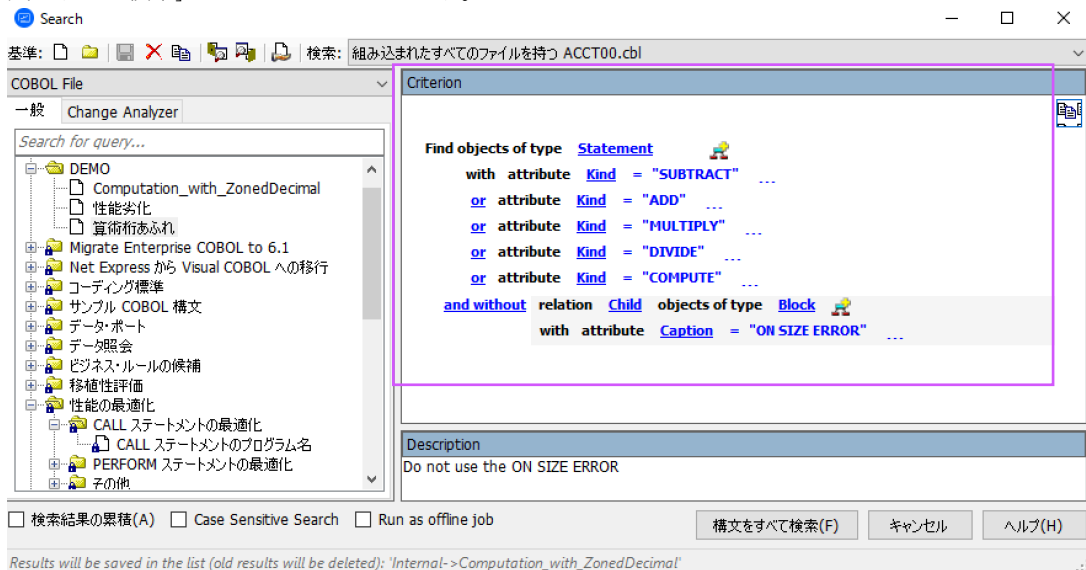 Search
基準:
検索: 組み込まれたすべてのファイルを持つ ACCT00.cbl
COBOL File
一般 Change Analyzer
Search for query...
DEMO
Computation_with_ZonedDecimal
性能劣化
算術桁あふれ
Migrate Enterprise COBOL to 6.1
Net Express から Visual COBOL への移行
コーディング標準
サンプル COBOL 構文
データ・ポート
データ照会
ビジネス・ルールの候補
移植性評価
性能の最適化
CALL ステートメントの最適化
CALL ステートメントのプログラム名
PERFORM ステートメントの最適化
その他
Criterion
Find objects of type Statement
with attribute Kind = "SUBTRACT" ...
or attribute Kind = "ADD" ...
or attribute Kind = "MULTIPLY" ...
or attribute Kind = "DIVIDE" ...
or attribute Kind = "COMPUTE" ...
and without relation Child objects of type Block
with attribute Caption = "ON SIZE ERROR" ...
Description
Do not use the ON SIZE ERROR
検索結果の累積(A) Case Sensitive Search Run as offline job
構文をすべて検索(F) キャンセル ヘルプ(H)
Results will be saved in the list (old results will be deleted): 'Internal->Computation_with_ZonedDecimal'